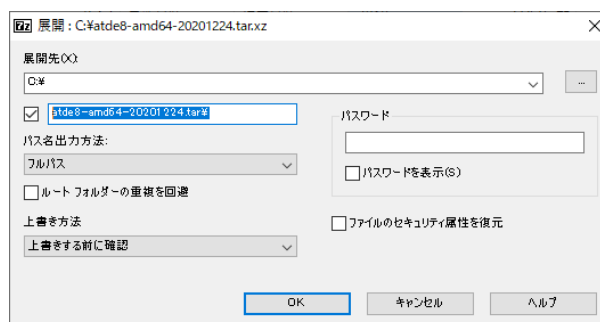 7z 展開 : C:¥atde8-amd64-20201224.tar.xz
展開先(X):
C:¥
...
atde8-amd64-20201224.tar¥
パスワード
パス名出力方法:
フルパス
パスワードを表示(S)
ルート フォルダーの重複を回避
上書き方法
ファイルのセキュリティ属性を復元
上書きする前に確認
OK
キャンセル
ヘルプ